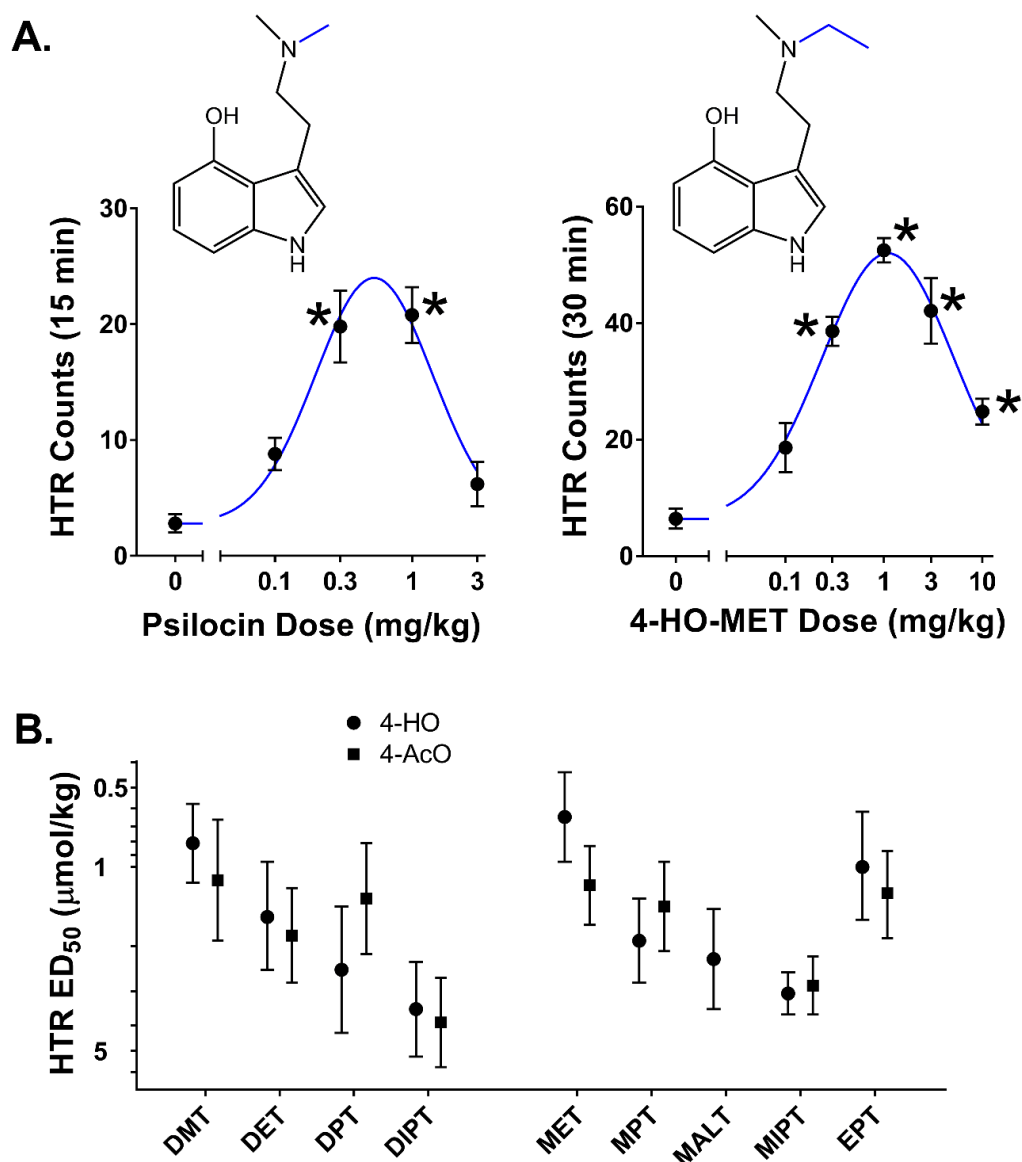 A.
N
OH
N
H
HTR Counts (15 min)
30
20
10
0
0 0.1 0.3 1 3
Psilocin Dose (mg/kg)
* *
N
OH
N
H
HTR Counts (30 min)
60
40
20
0
0 0.1 0.3 1 3 10
4-HO-MET Dose (mg/kg)
* * * *
B.
4-HO
4-AcO
HTR ED50 (μmol/kg)
0.5
1
5
DMT DET DPT DIPT MET MPT MALT MIPT EPT